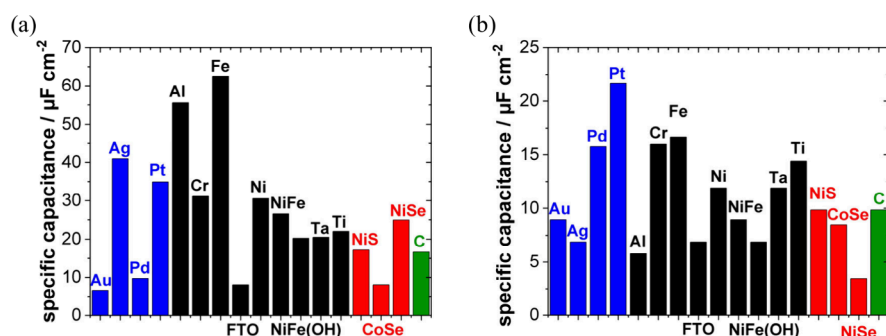 (a)
specific capacitance / µF cm⁻²
70
60
50
40
30
20
10
0
Au
Ag
Pd
Pt
Al
Cr
Fe
FTO
Ni
NiFe
NiFe(OH)
Ta
Ti
NiS
CoSe
NiSe
C
(b)
specific capacitance / µF cm⁻²
25
20
15
10
5
0
Au
Ag
Pd
Pt
Al
Cr
Fe
FTO
Ni
NiFe
NiFe(OH)
Ta
Ti
NiS
CoSe
NiSe
C